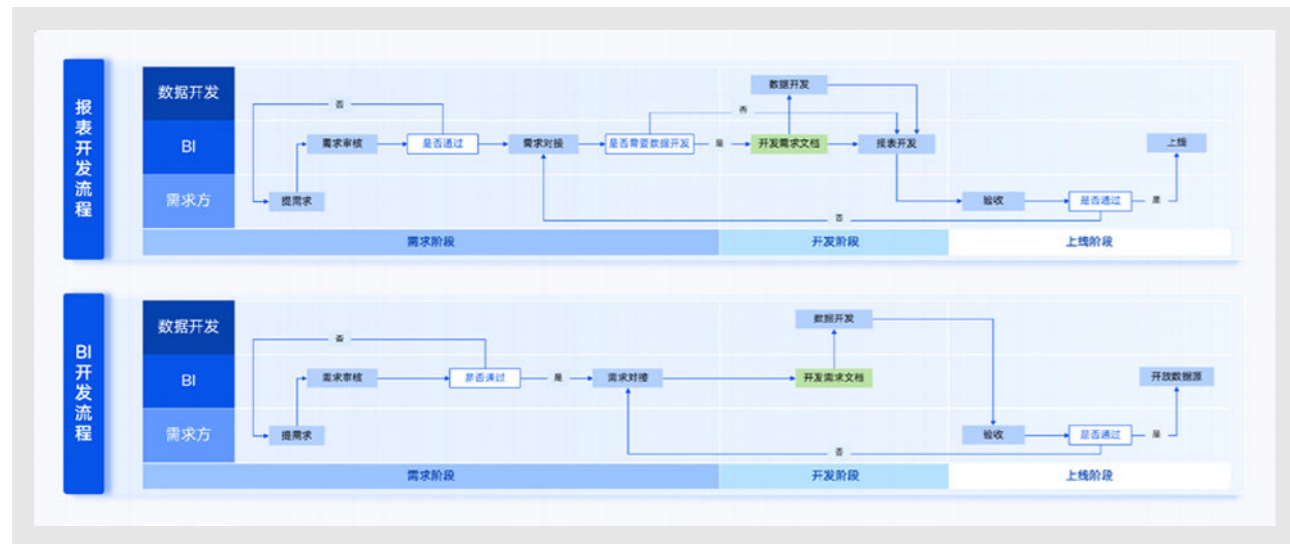 报表开发流程
数据开发
BI
需求方
数据开发
否
否
需求审核
是否通过
需求对接
是否需要数据开发
是
开发需求文档
报表开发
上线
提需求
验收
是否通过
是
否
需求阶段
开发阶段
上线阶段
BI开发流程
数据开发
BI
需求方
数据开发
否
需求审核
是否通过
是
需求对接
开发需求文档
开放数据源
提需求
验收
是否通过
是
否
需求阶段
开发阶段
上线阶段